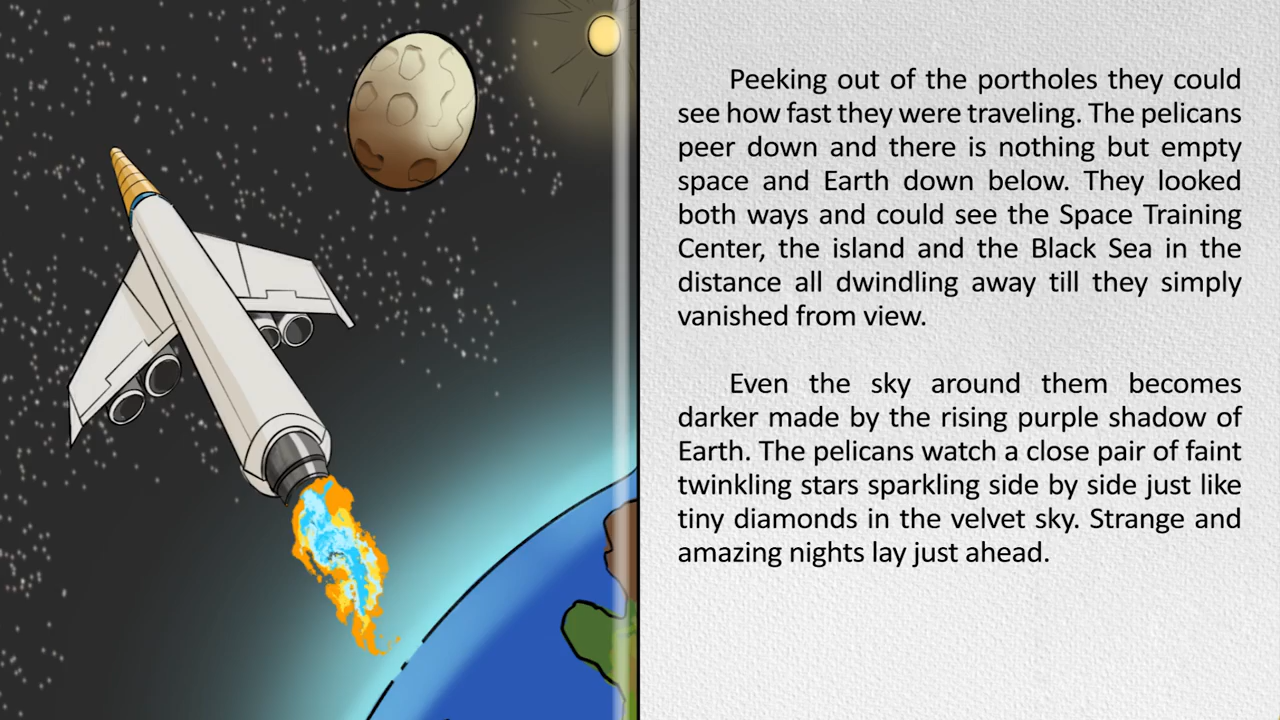 Peeking out of the portholes they could
see how fast they were traveling. The pelicans
peer down and there is nothing but empty
space and Earth down below. They looked
both ways and could see the Space Training
Center, the island and the Black Sea in the
distance all dwindling away till they simply
vanished from view.
Even the sky around them becomes
darker made by the rising purple shadow of
Earth. The pelicans watch a close pair of faint
twinkling stars sparkling side by side just like
tiny diamonds in the velvet sky. Strange and
amazing nights lay just ahead.